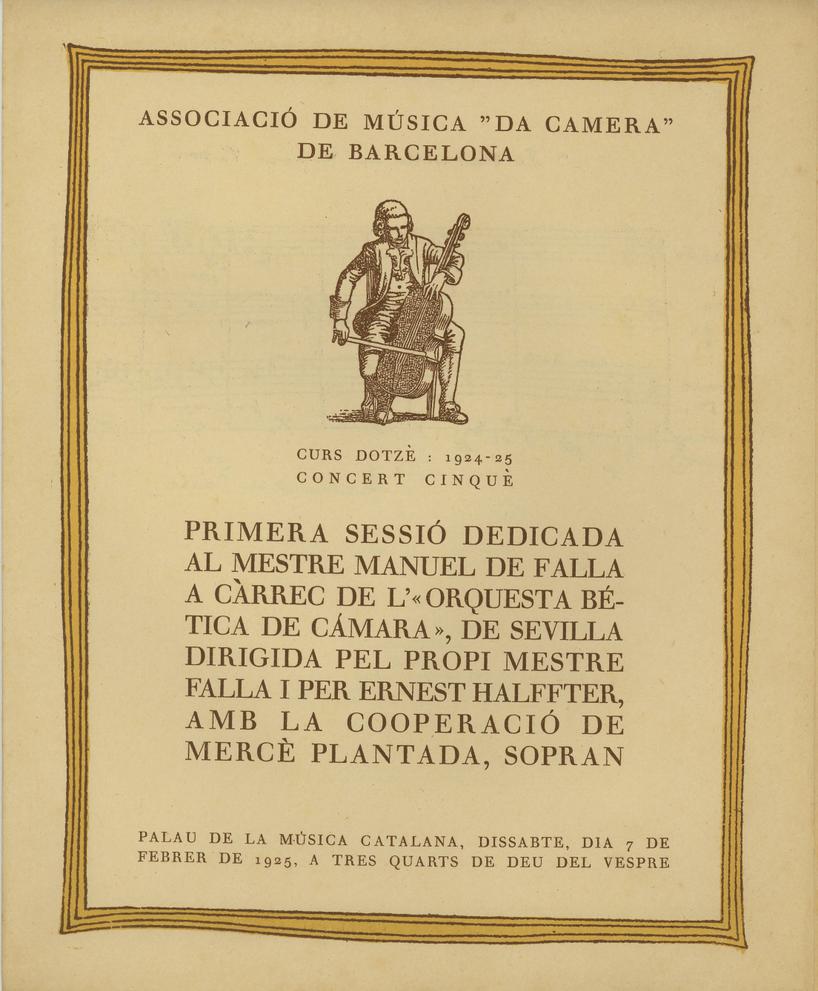 ASSOCIACIÓ DE MÚSICA ”DA CAMERA”
DE BARCELONA
CURS DOTZÈ : 1924-25
CONCERT CINQUÈ
PRIMERA SESSIÓ DEDICADA
AL MESTRE MANUEL DE FALLA
A CÀRREC DE L’«ORQUESTA BÉ-
TICA DE CÁMARA», DE SEVILLA
DIRIGIDA PEL PROPI MESTRE
FALLA I PER ERNEST HALFFTER,
AMB LA COOPERACIÓ DE
MERCÈ PLANTADA, SOPRAN
PALAU DE LA MÚSICA CATALANA, DISSABTE, DIA 7 DE
FEBRER DE 1925, A TRES QUARTS DE DEU DEL VESPRE